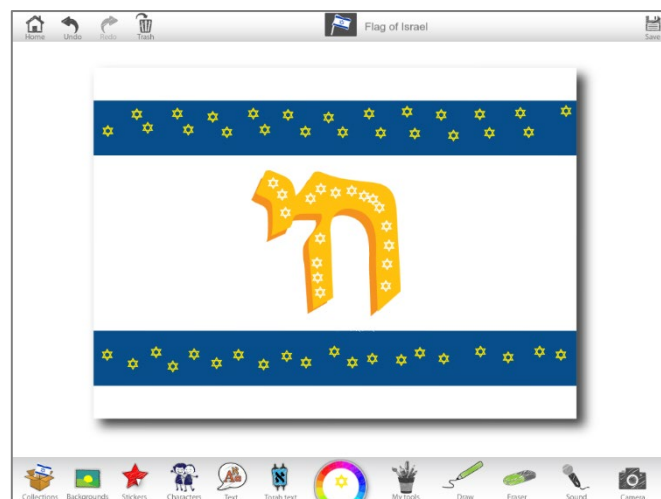 Flag of Israel
Home Undo Redo Trash Save
חי
Collections Backgrounds Stickers Characters Text Torah text My tools Draw Eraser Sound Camera